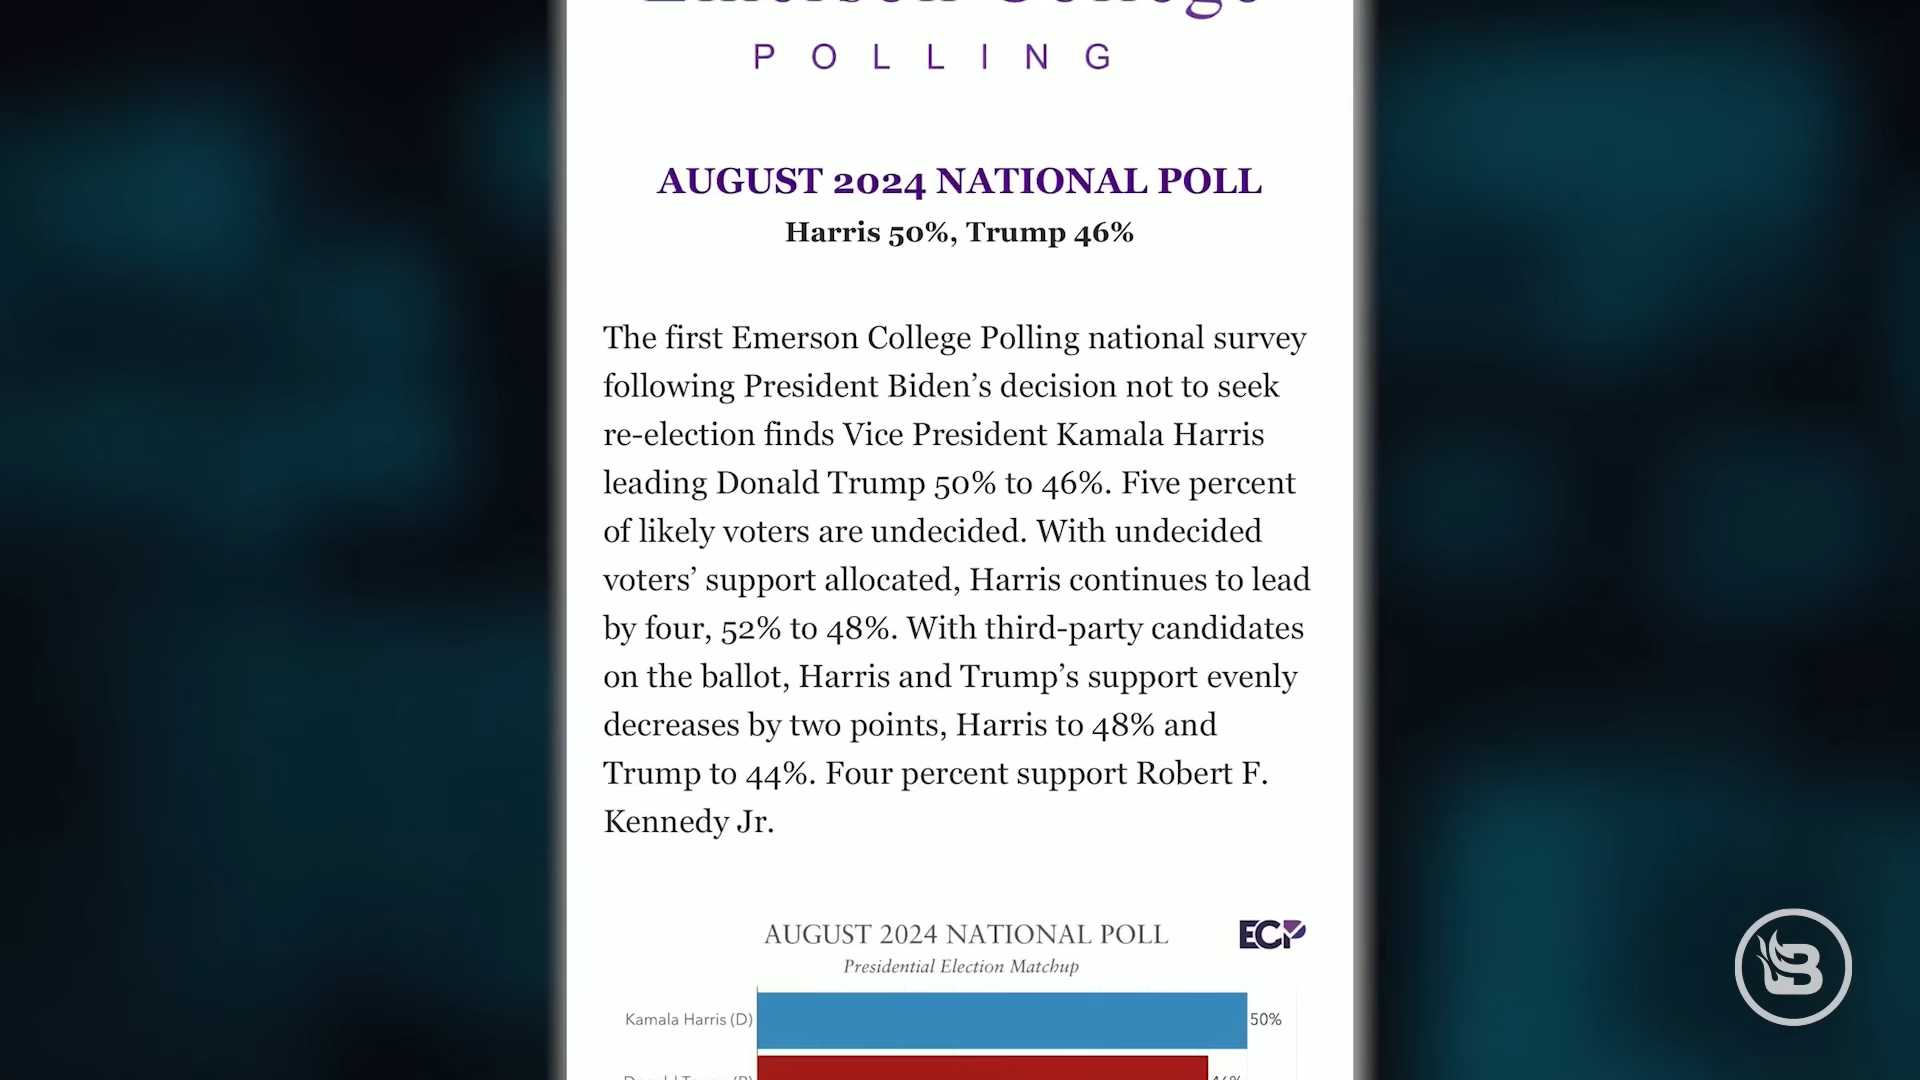 Emerson College
POLLING
AUGUST 2024 NATIONAL POLL
Harris 50%, Trump 46%
The first Emerson College Polling national survey
following President Biden’s decision not to seek
re-election finds Vice President Kamala Harris
leading Donald Trump 50% to 46%. Five percent
of likely voters are undecided. With undecided
voters’ support allocated, Harris continues to lead
by four, 52% to 48%. With third-party candidates
on the ballot, Harris and Trump’s support evenly
decreases by two points, Harris to 48% and
Trump to 44%. Four percent support Robert F.
Kennedy Jr.
AUGUST 2024 NATIONAL POLL
ECP
Presidential Election Matchup
Kamala Harris (D) 50%
Donald Trump (R) 46%
B